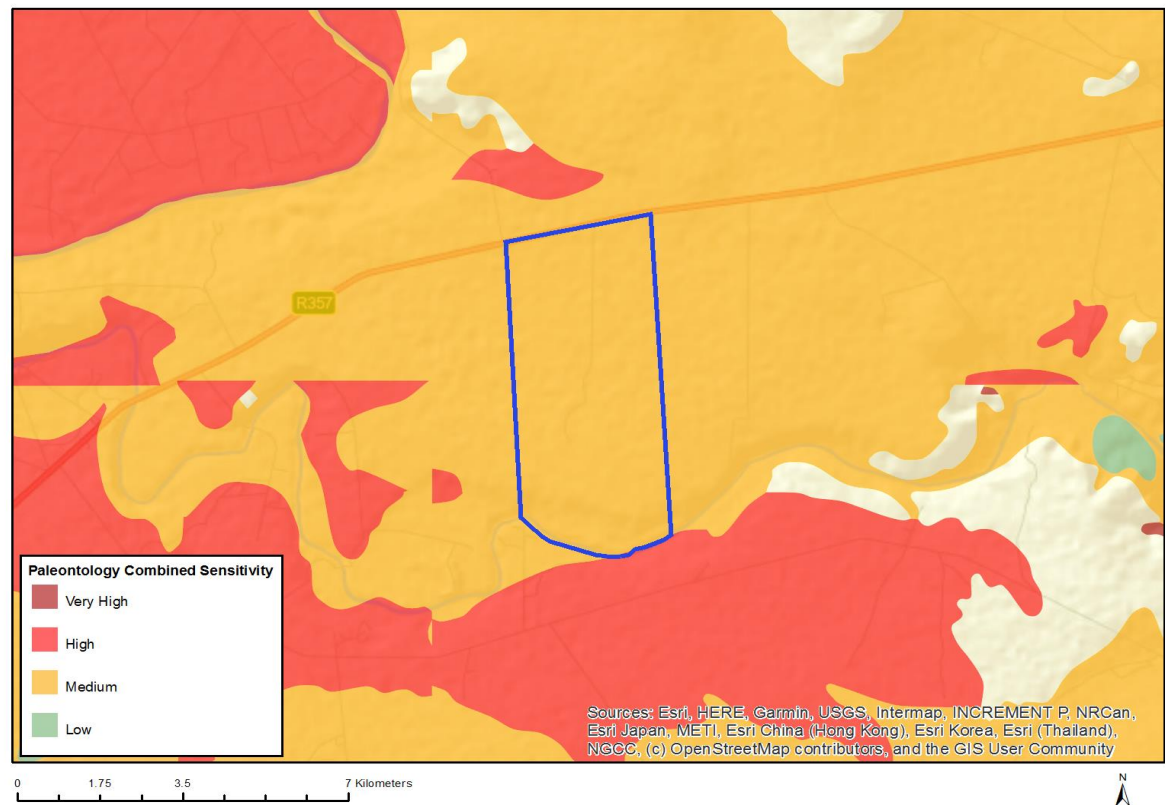 R357
Paleontology Combined Sensitivity
Very High
High
Medium
Low
Sources: Esri, HERE, Garmin, USGS, Intermap, INCREMENT P, NRCan,
Esri Japan, METI, Esri China (Hong Kong), Esri Korea, Esri (Thailand),
NGCC, (c) OpenStreetMap contributors, and the GIS User Community
0 1.75 3.5 7 Kilometers
N